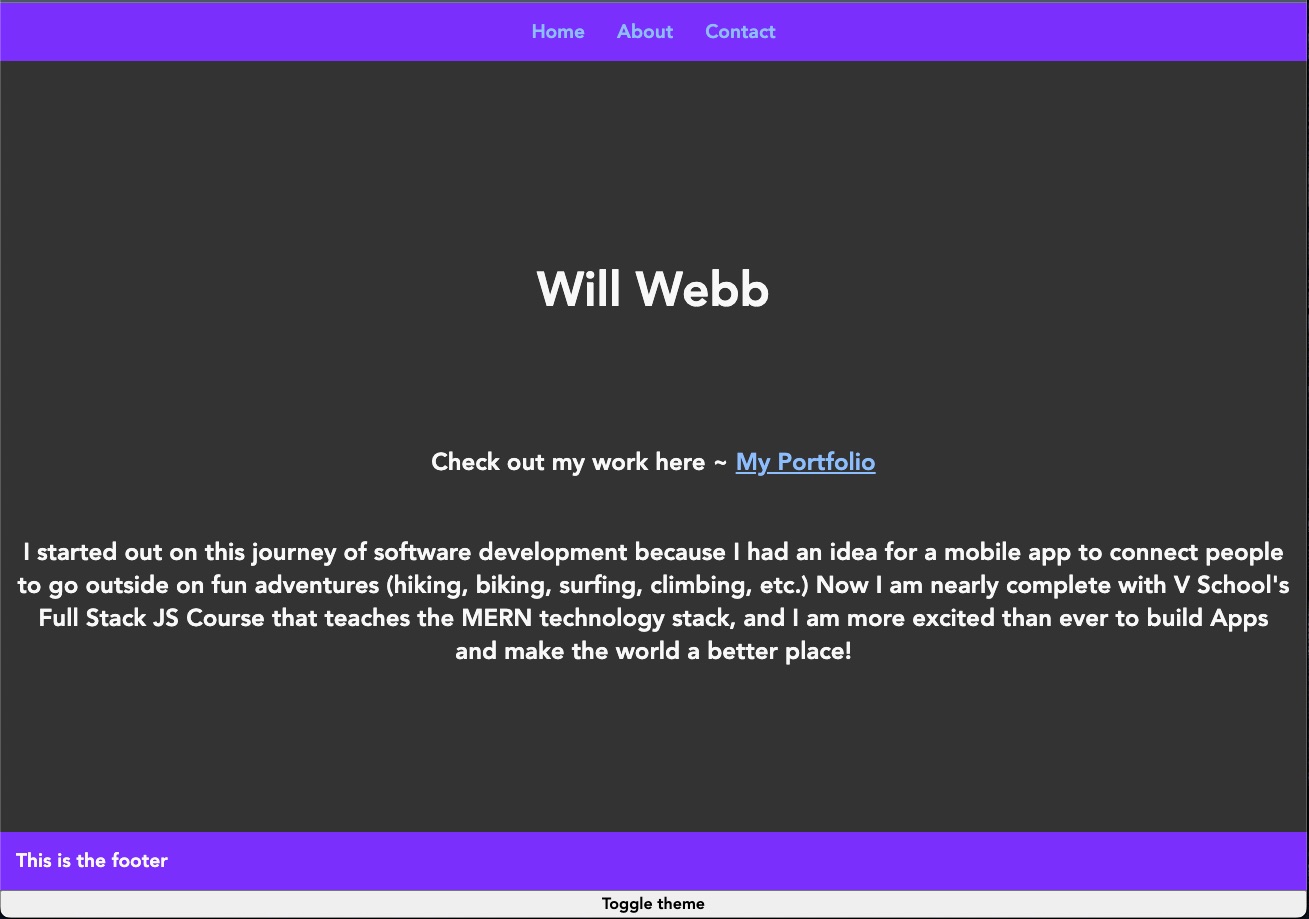 Home About Contact
Will Webb
Check out my work here ~ My Portfolio
I started out on this journey of software development because I had an idea for a mobile app to connect people
to go outside on fun adventures (hiking, biking, surfing, climbing, etc.) Now I am nearly complete with V School's
Full Stack JS Course that teaches the MERN technology stack, and I am more excited than ever to build Apps
and make the world a better place!
This is the footer
Toggle theme